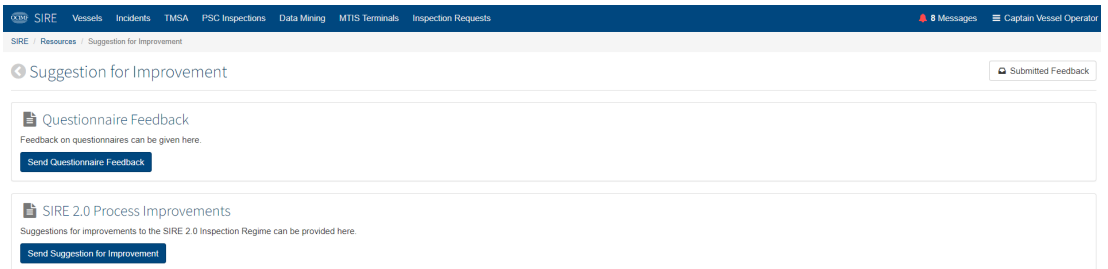 OCIMF SIRE Vessels Incidents TMSA PSC Inspections Data Mining MTIS Terminals Inspection Requests 8 Messages Captain Vessel Operator
SIRE / Resources / Suggestion for Improvement
Suggestion for Improvement Submitted Feedback
Questionnaire Feedback
Feedback on questionnaires can be given here.
Send Questionnaire Feedback
SIRE 2.0 Process Improvements
Suggestions for improvements to the SIRE 2.0 Inspection Regime can be provided here.
Send Suggestion for Improvement